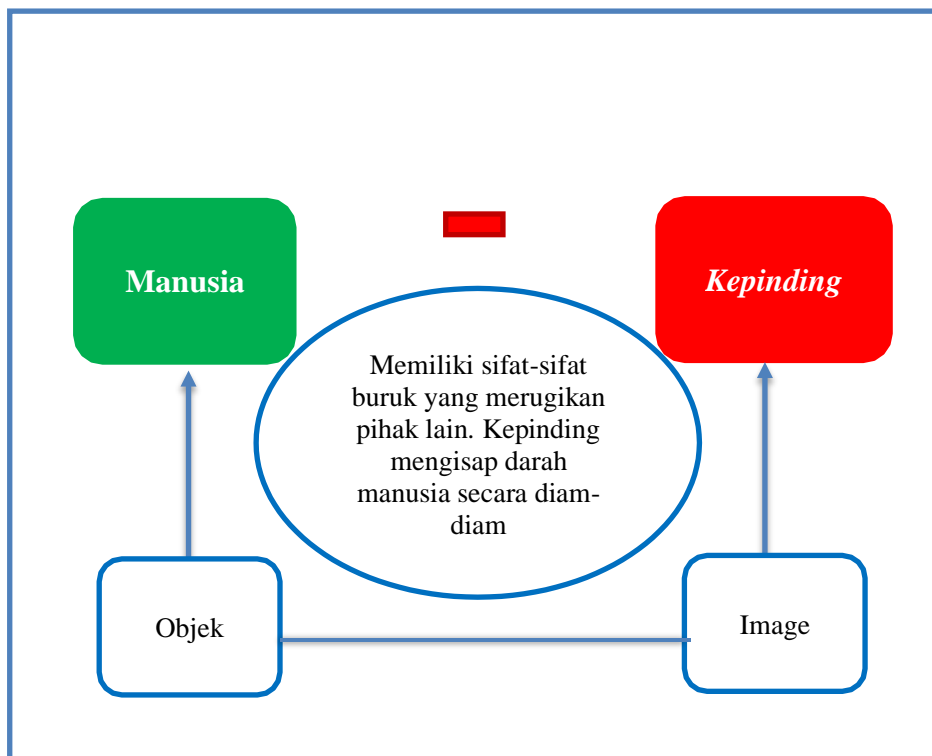 Manusia
Kepinding
Memiliki sifat-sifat
buruk yang merugikan
pihak lain. Kepinding
mengisap darah
manusia secara diam-
diam
Objek
Image